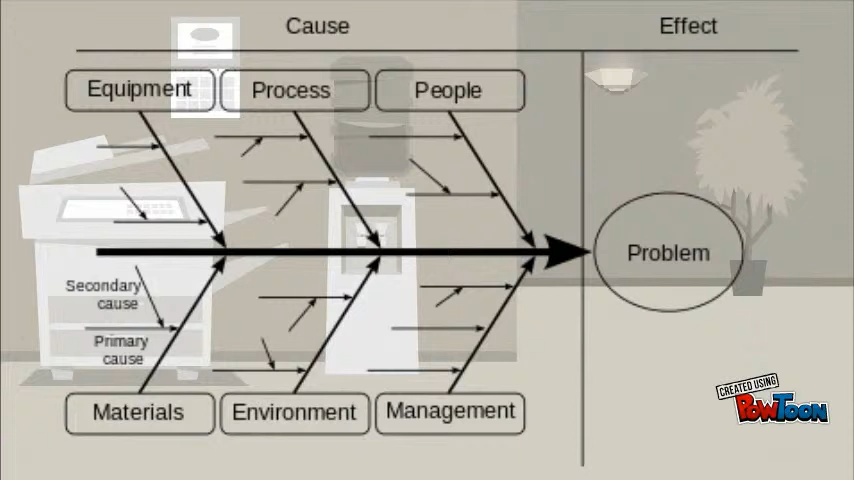 Cause
Effect
Equipment
Process
People
Problem
Secondary
cause
Primary
cause
Materials
Environment
Management
CREATED USING
POWTOON